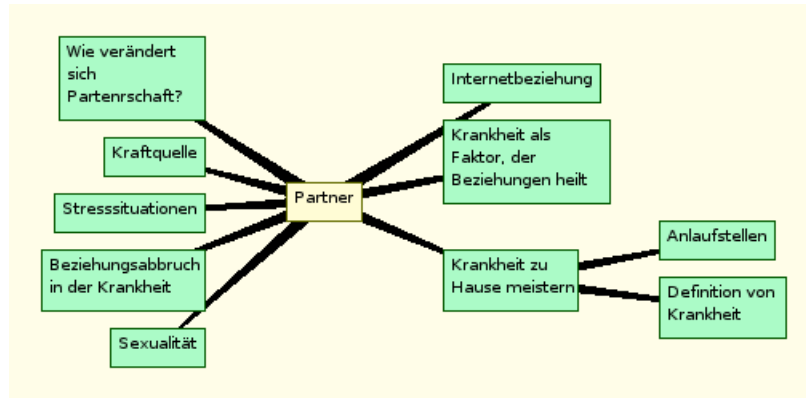 Wie verändert
sich
Partenrschaft?
Kraftquelle
Stresssituationen
Beziehungsabbruch
in der Krankheit
Sexualität
Partner
Internetbeziehung
Krankheit als
Faktor, der
Beziehungen heilt
Krankheit zu
Hause meistern
Anlaufstellen
Definition von
Krankheit